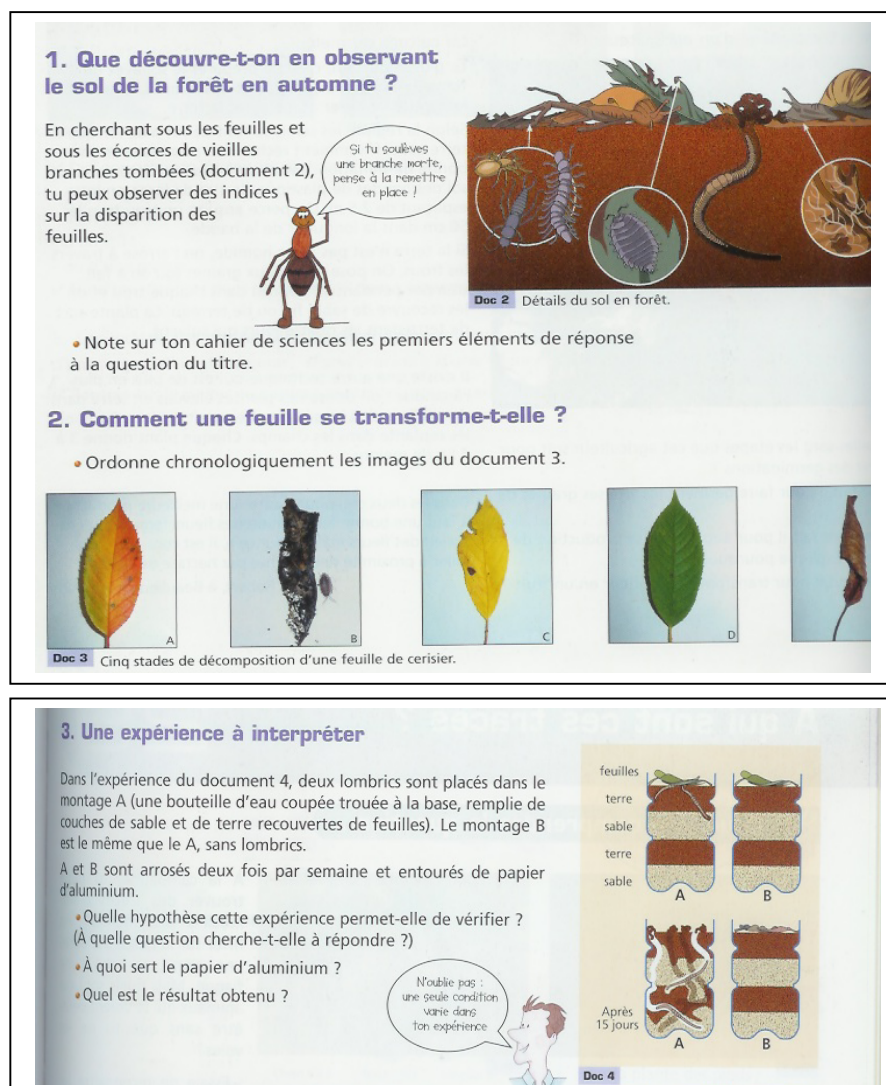 1. Que découvre-t-on en observant
le sol de la forêt en automne ?
En cherchant sous les feuilles et
sous les écorces de vieilles
branches tombées (document 2),
tu peux observer des indices
sur la disparition des
feuilles.
Si tu soulèves
une branche morte,
pense à la remettre
en place !
Doc 2 Détails du sol en forêt.
• Note sur ton cahier de sciences les premiers éléments de réponse
à la question du titre.
2. Comment une feuille se transforme-t-elle ?
• Ordonne chronologiquement les images du document 3.
A
B
C
D
Doc 3 Cinq stades de décomposition d'une feuille de cerisier.
3. Une expérience à interpréter
Dans l'expérience du document 4, deux lombrics sont placés dans le
montage A (une bouteille d'eau coupée trouée à la base, remplie de
couches de sable et de terre recouvertes de feuilles). Le montage B
est le même que le A, sans lombrics.
A et B sont arrosés deux fois par semaine et entourés de papier
d'aluminium.
• Quelle hypothèse cette expérience permet-elle de vérifier ?
(À quelle question cherche-t-elle à répondre ?)
• À quoi sert le papier d'aluminium ?
• Quel est le résultat obtenu ?
N'oublie pas :
une seule condition
varie dans
ton expérience
feuilles
terre
sable
terre
sable
A B
Après
15 jours
A B
Doc 4